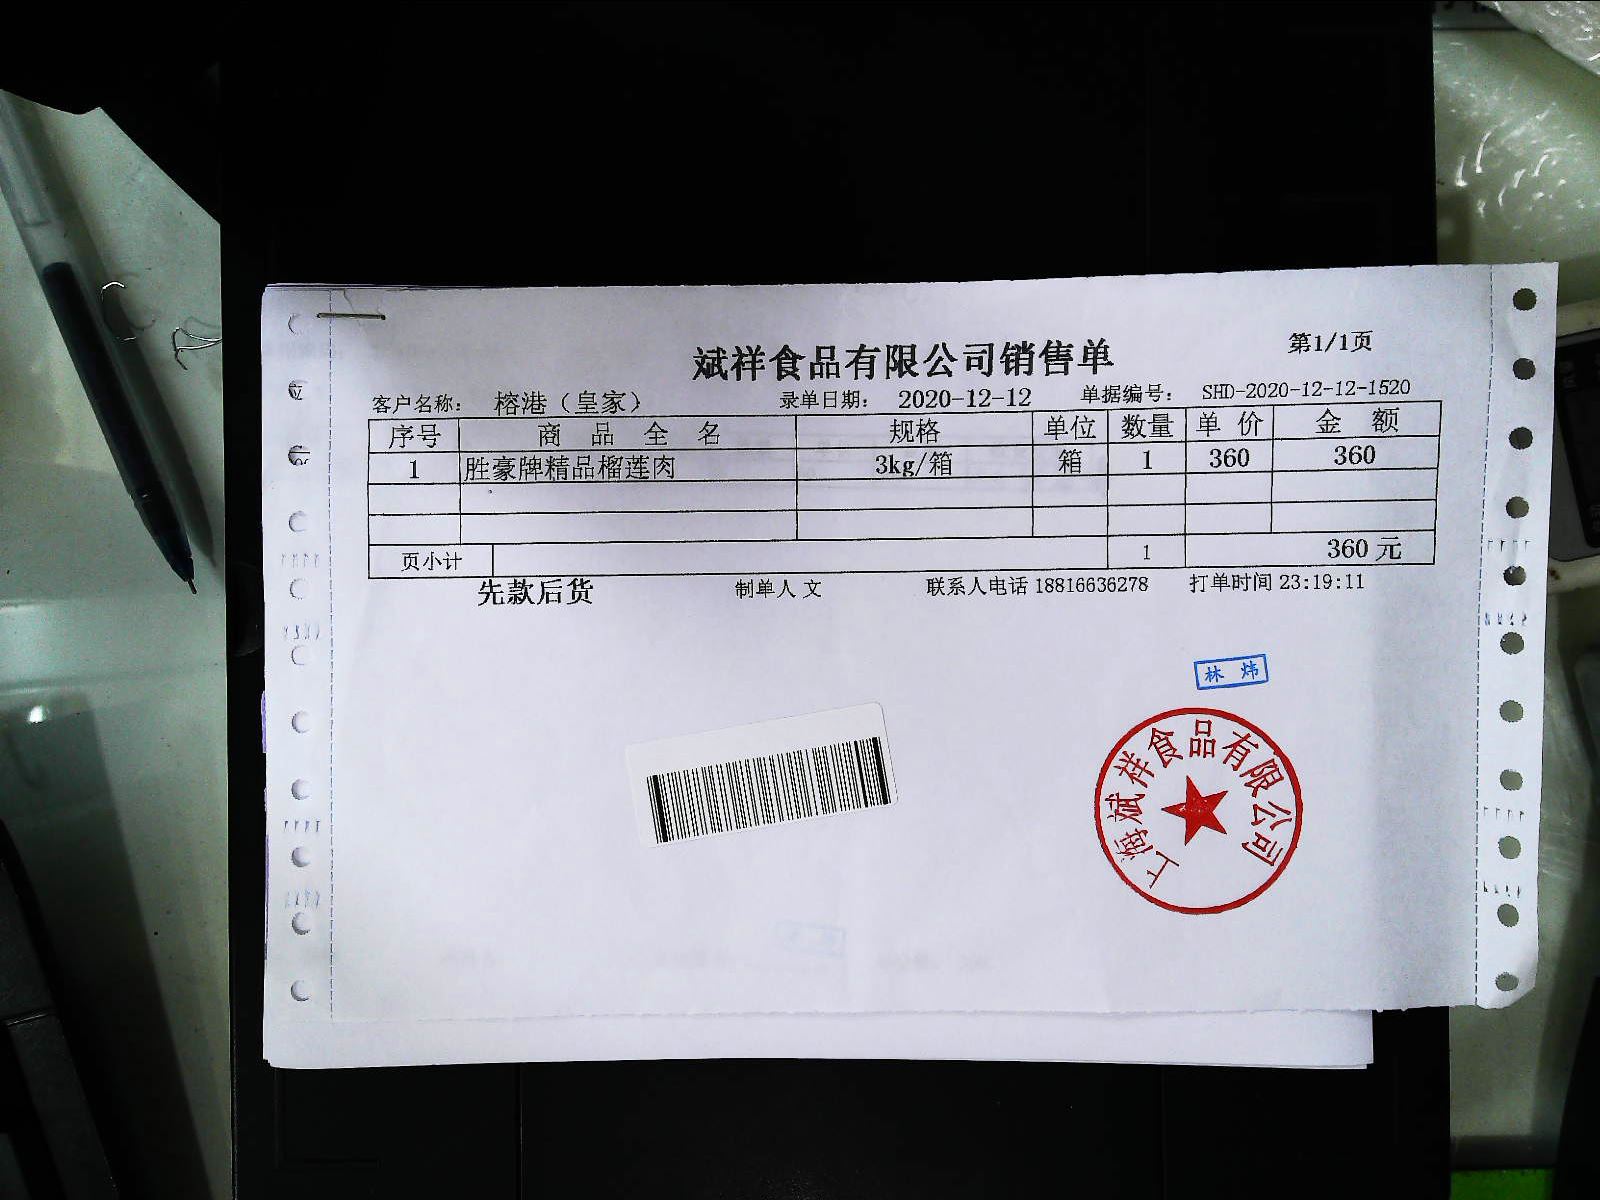 斌祥食品有限公司销售单
第1/1页
客户名称： 榕港（皇家） 录单日期： 2020-12-12 单据编号： SHD-2020-12-12-1520
序号 商品全名 规格 单位 数量 单价 金额
1 胜豪牌精品榴莲肉 3kg/箱 箱 1 360 360
页小计 1 360 元
先款后货 制单人 文 联系人电话 18816636278 打单时间 23:19:11
林 炜
上海斌祥食品有限公司